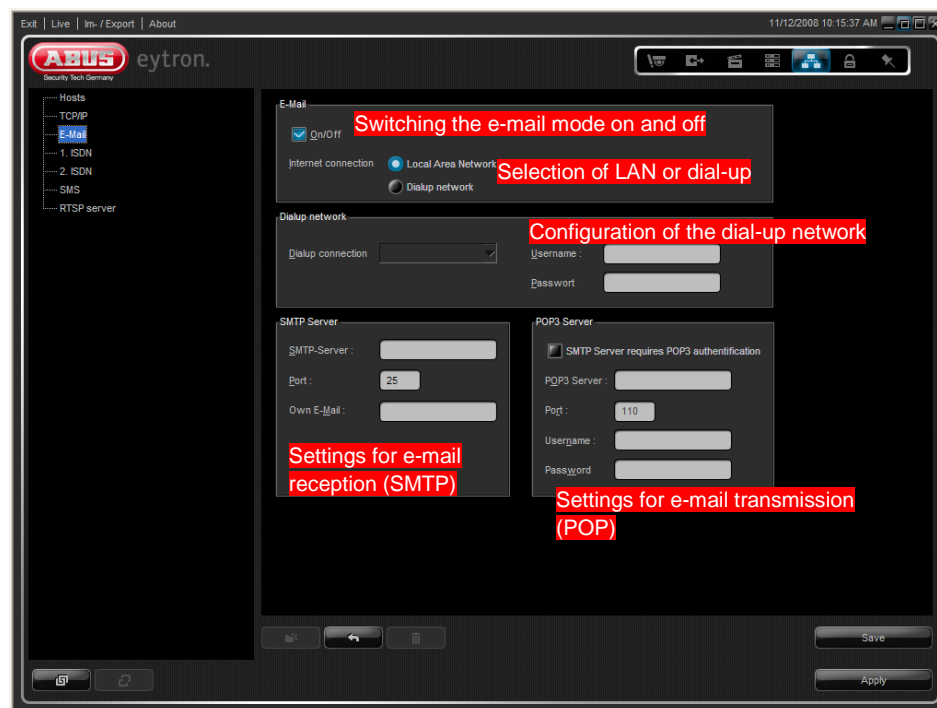 Exit | Live | Im- / Export | About
11/12/2008 10:15:37 AM
ABUS eytron.
Security Tech Germany
Hosts
TCP/IP
E-Mail
1. ISDN
2. ISDN
SMS
RTSP server
E-Mail
On/Off
Switching the e-mail mode on and off
Internet connection
Local Area Network
Selection of LAN or dial-up
Dialup network
Dialup network
Configuration of the dial-up network
Dialup connection
Username :
Passwort
SMTP Server
SMTP-Server :
Port :
25
Own E-Mail :
Settings for e-mail
reception (SMTP)
POP3 Server
SMTP Server requires POP3 authentification
POP3 Server :
Port :
110
Username :
Password
Settings for e-mail transmission
(POP)
Save
Apply